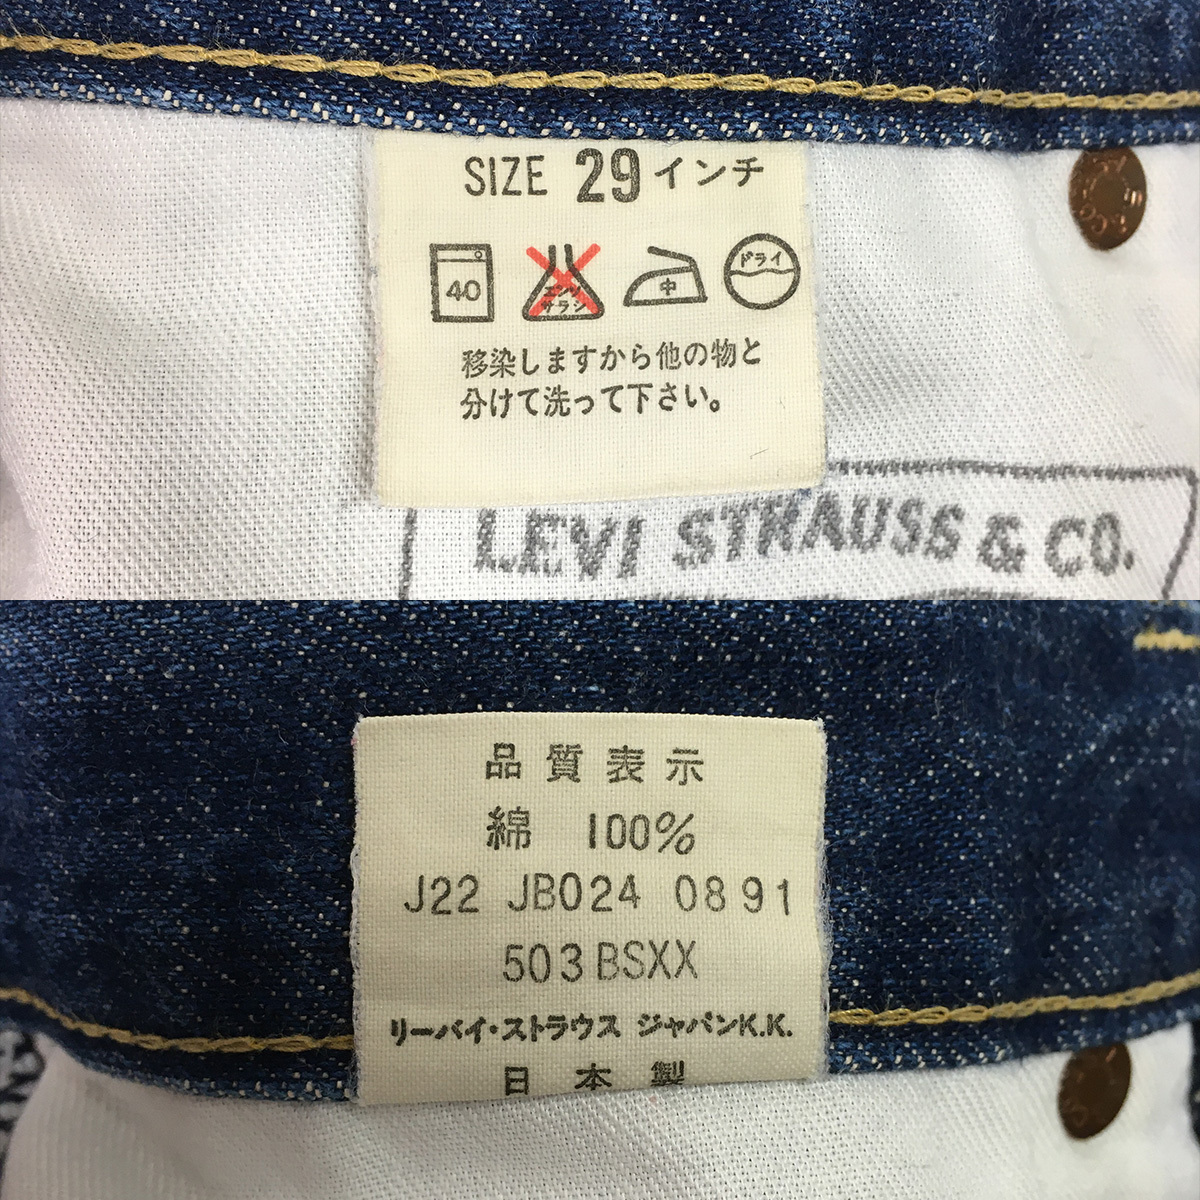 SIZE 29インチ
40
エンソ
サラシ
中
ドライ
移染しますから他の物と
分けて洗って下さい。
LEVI STRAUSS & CO.
品質表示
綿 100%
J22 JB024 0891
503BSXX
リーバイ・ストラウス ジャパンK.K.
日本製